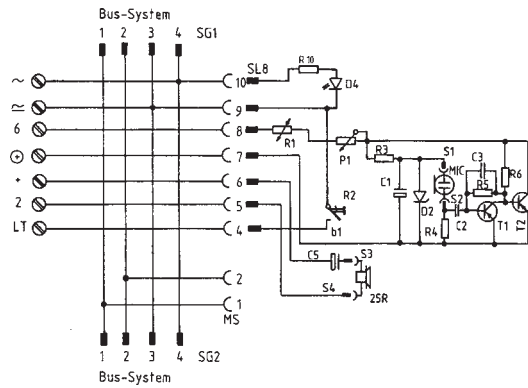 Bus-System
1 2 3 4 SG1
SL8
~ 10 R10 D4
≃ 9
6 8 R1 P1
7 R3 S1 C3
MIC
+ 6 C1 D2 S2 R5 R6
2 5 R2 R4 C2 T1 T2
LT 4 b1
C5 S3
2
S4 25R
1
MS
1 2 3 4 SG2
Bus-System